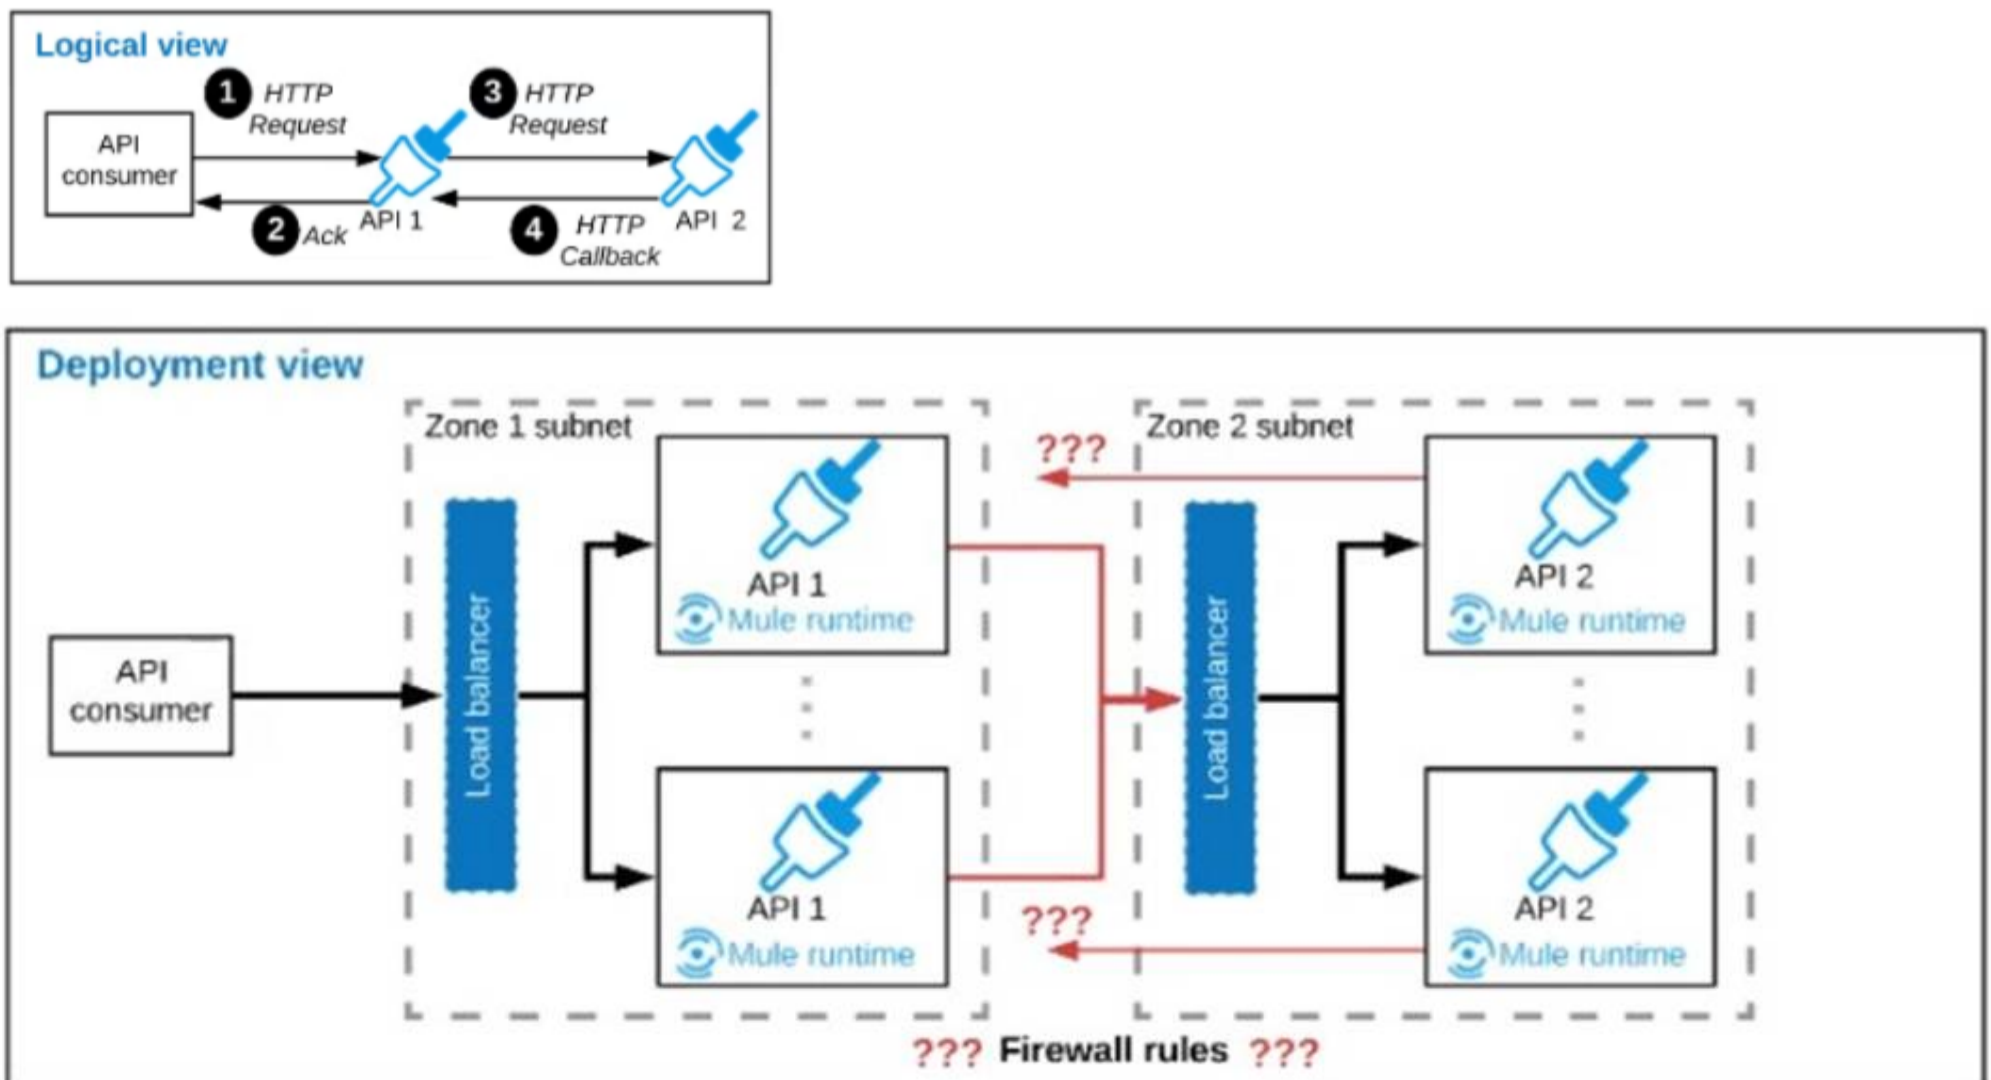 Logical view
1
HTTP
Request
3
HTTP
Request
API
consumer
2
Ack
API 1
4
HTTP
Callback
API 2
Deployment view
Zone 1 subnet
???
Zone 2 subnet
API 1
Mule runtime
API 2
Mule runtime
API
consumer
Load balancer
Load balancer
API 1
Mule runtime
???
API 2
Mule runtime
??? Firewall rules ???